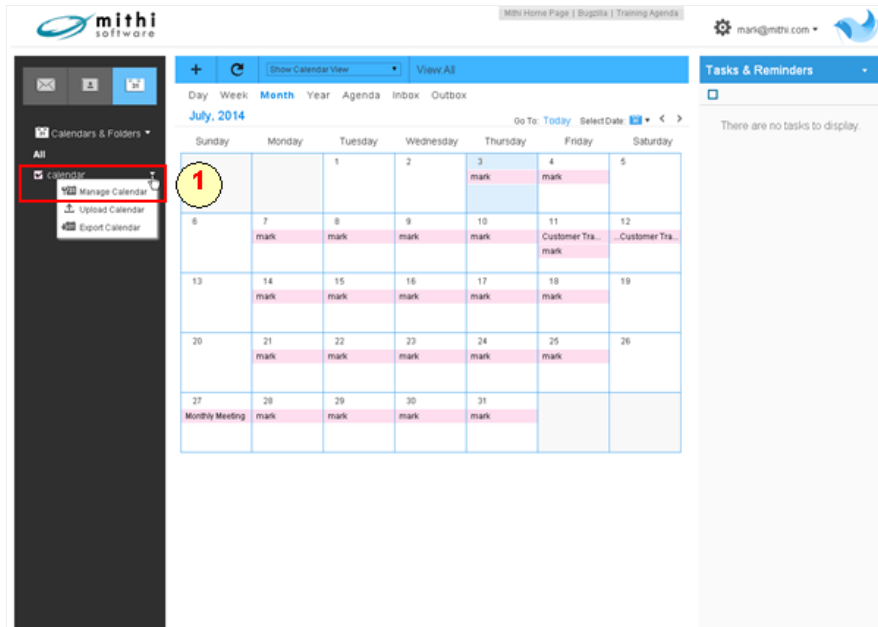 mithi
software
Mithi Home Page | Bugzilla | Training Agenda
mark@mithi.com
31
Calendars & Folders
All
calendar
Manage Calendar
Upload Calendar
Export Calendar
1
+ Show Calendar View View All
Day Week Month Year Agenda Inbox Outbox
July, 2014
Go To: Today Select Date: < >
Sunday Monday Tuesday Wednesday Thursday Friday Saturday
1 2 3 4 5
mark mark
6 7 8 9 10 11 12
mark mark mark mark Customer Tra... ...Customer Tra...
mark
13 14 15 16 17 18 19
mark mark mark mark mark
20 21 22 23 24 25 26
mark mark mark mark mark
27 28 29 30 31
Monthly Meeting mark mark mark mark
Tasks & Reminders
There are no tasks to display.